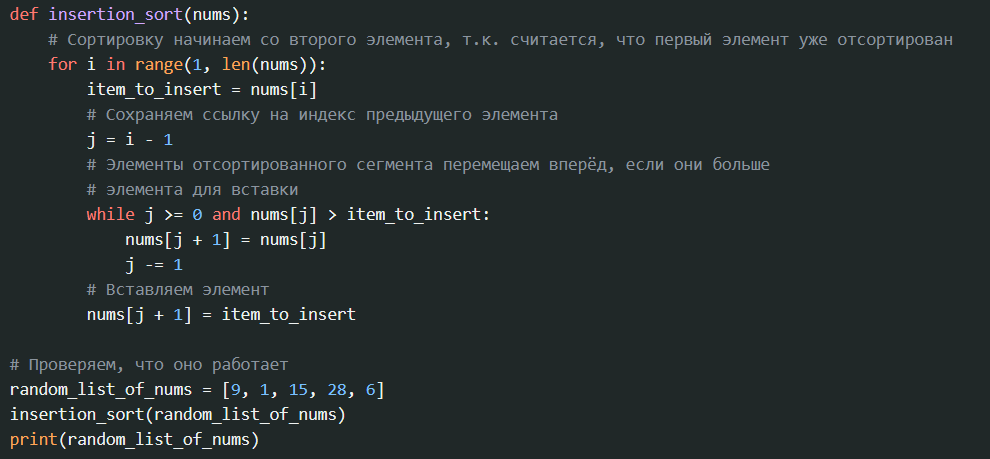 def insertion_sort(nums):
    # Сортировку начинаем со второго элемента, т.к. считается, что первый элемент уже отсортирован
    for i in range(1, len(nums)):
        item_to_insert = nums[i]
        # Сохраняем ссылку на индекс предыдущего элемента
        j = i - 1
        # Элементы отсортированного сегмента перемещаем вперёд, если они больше
        # элемента для вставки
        while j >= 0 and nums[j] > item_to_insert:
            nums[j + 1] = nums[j]
            j -= 1
        # Вставляем элемент
        nums[j + 1] = item_to_insert

# Проверяем, что оно работает
random_list_of_nums = [9, 1, 15, 28, 6]
insertion_sort(random_list_of_nums)
print(random_list_of_nums)